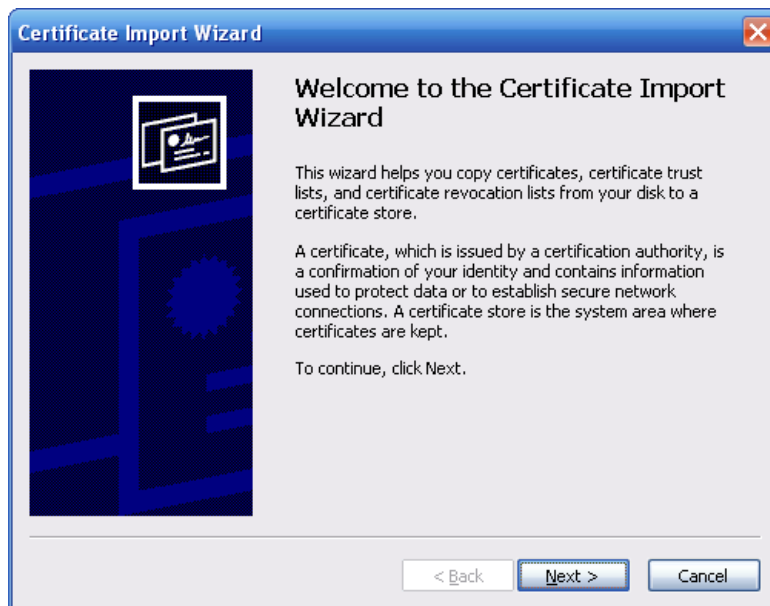 Certificate Import Wizard
Welcome to the Certificate Import
Wizard
This wizard helps you copy certificates, certificate trust
lists, and certificate revocation lists from your disk to a
certificate store.
A certificate, which is issued by a certification authority, is
a confirmation of your identity and contains information
used to protect data or to establish secure network
connections. A certificate store is the system area where
certificates are kept.
To continue, click Next.
< Back
Next >
Cancel